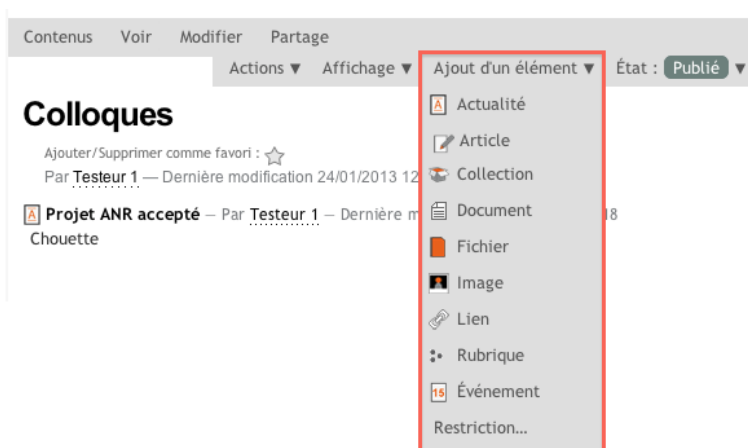 Contenus Voir Modifier Partage
Actions ▼ Affichage ▼ Ajout d'un élément ▼ État : Publié ▼
Colloques
Ajouter/Supprimer comme favori :
Par Testeur 1 — Dernière modification 24/01/2013 12
Projet ANR accepté — Par Testeur 1 — Dernière m 18
Chouette
Actualité
Article
Collection
Document
Fichier
Image
Lien
Rubrique
Événement
Restriction...